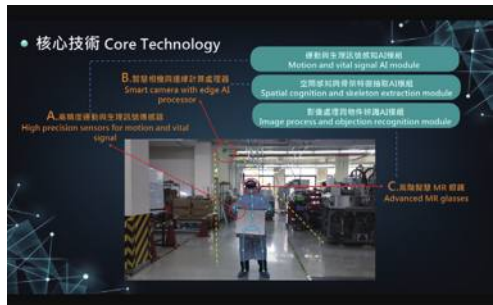 核心技術 Core Technology
運動與生理訊號感知AI模組
Motion and vital signal AI module
B.智慧相機與邊緣計算處理器
Smart camera with edge AI
processor
空間感知與骨架特徵抽取AI模組
Spatial cognition and skeleton extraction module
A.高精度運動與生理訊號傳感器
High precision sensors for motion and vital
signal
影像處理與物件辨識AI模組
Image process and objection recognition module
C.高階智慧 MR 眼鏡
Advanced MR glasses